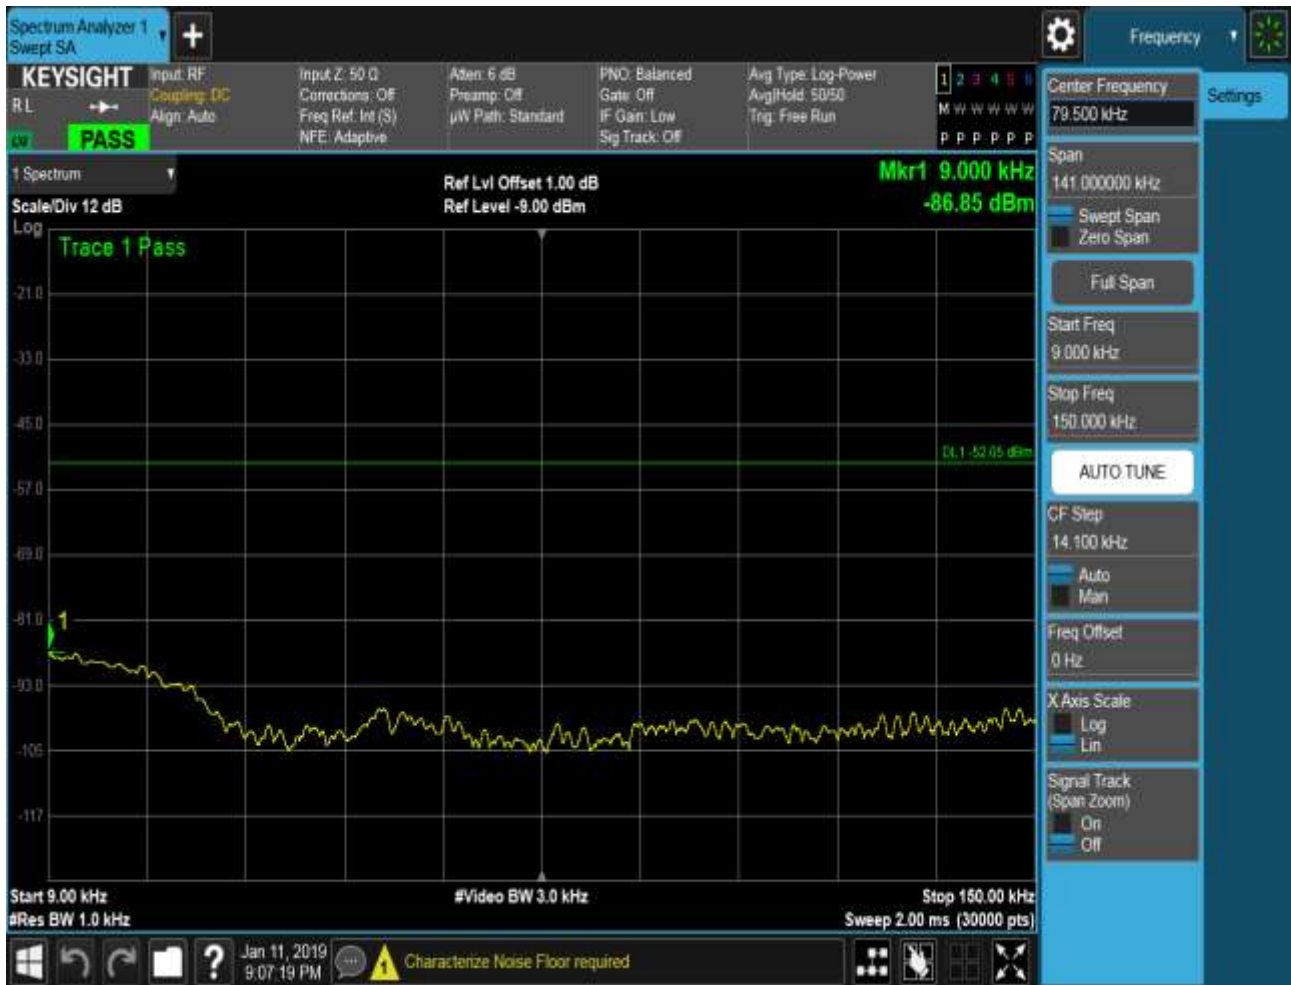 Spectrum Analyzer 1
Swept SA
+
Frequency
KEYSIGHT
R L
PASS
Input: RF
Coupling: DC
Align: Auto
Input Z: 50 Ω
Corrections: Off
Freq Ref: Int (S)
NFE: Adaptive
Atten: 6 dB
Preamp: Off
µW Path: Standard
PNO: Balanced
Gate: Off
IF Gain: Low
Sig Track: Off
Avg Type: Log-Power
Avg|Hold: 50/50
Trig: Free Run
1 2 3 4 5 6
M W W W W W
P P P P P P
1 Spectrum
Scale/Div 12 dB
Log
Ref Lvl Offset 1.00 dB
Ref Level -9.00 dBm
Mkr1 9.000 kHz
-86.85 dBm
Trace 1 Pass
-21.0
-33.0
-45.0
DL1 -52.05 dBm
-57.0
-69.0
-81.0
1
-93.0
-105
-117
Start 9.00 kHz
#Res BW 1.0 kHz
#Video BW 3.0 kHz
Stop 150.00 kHz
Sweep 2.00 ms (30000 pts)
Center Frequency
79.500 kHz
Settings
Span
141.000000 kHz
Swept Span
Zero Span
Full Span
Start Freq
9.000 kHz
Stop Freq
150.000 kHz
AUTO TUNE
CF Step
14.100 kHz
Auto
Man
Freq Offset
0 Hz
X Axis Scale
Log
Lin
Signal Track
(Span Zoom)
On
Off
?
Jan 11, 2019
9:07:19 PM
1
Characterize Noise Floor required